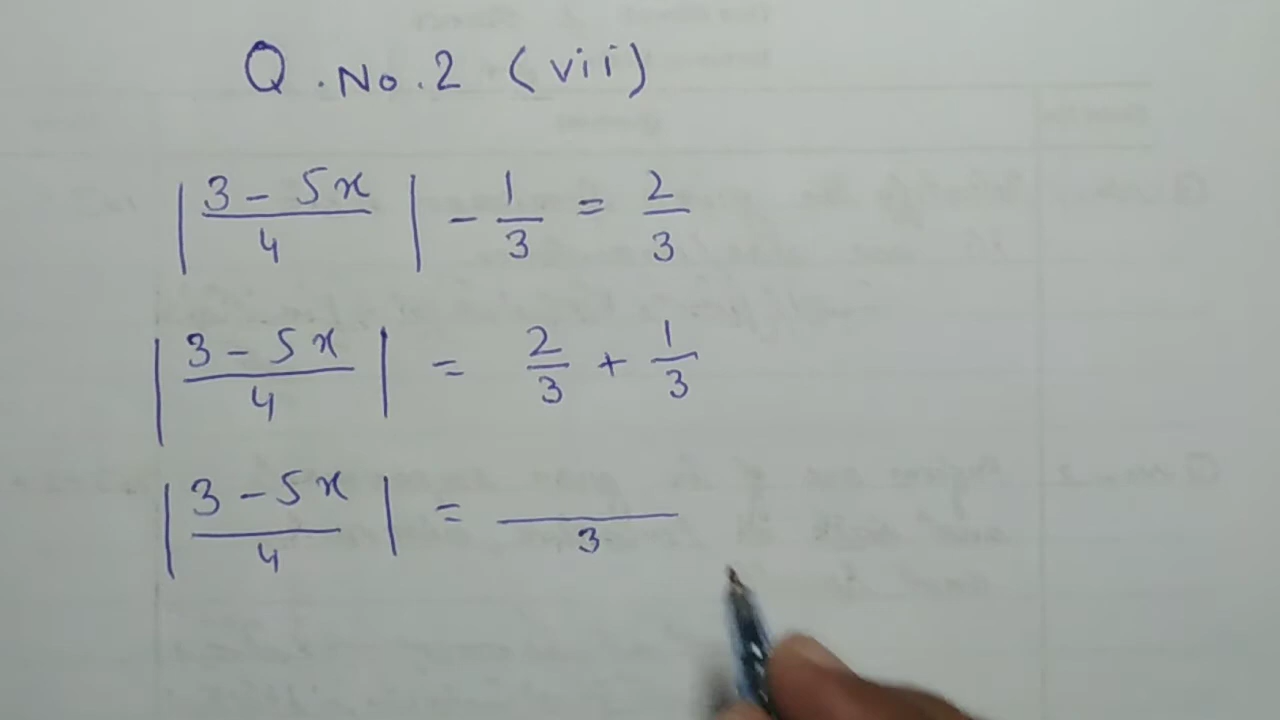 Q. No. 2 (vii)
| 3 - 5x / 4 | - 1/3 = 2/3
| 3 - 5x / 4 | = 2/3 + 1/3
| 3 - 5x / 4 | = / 3